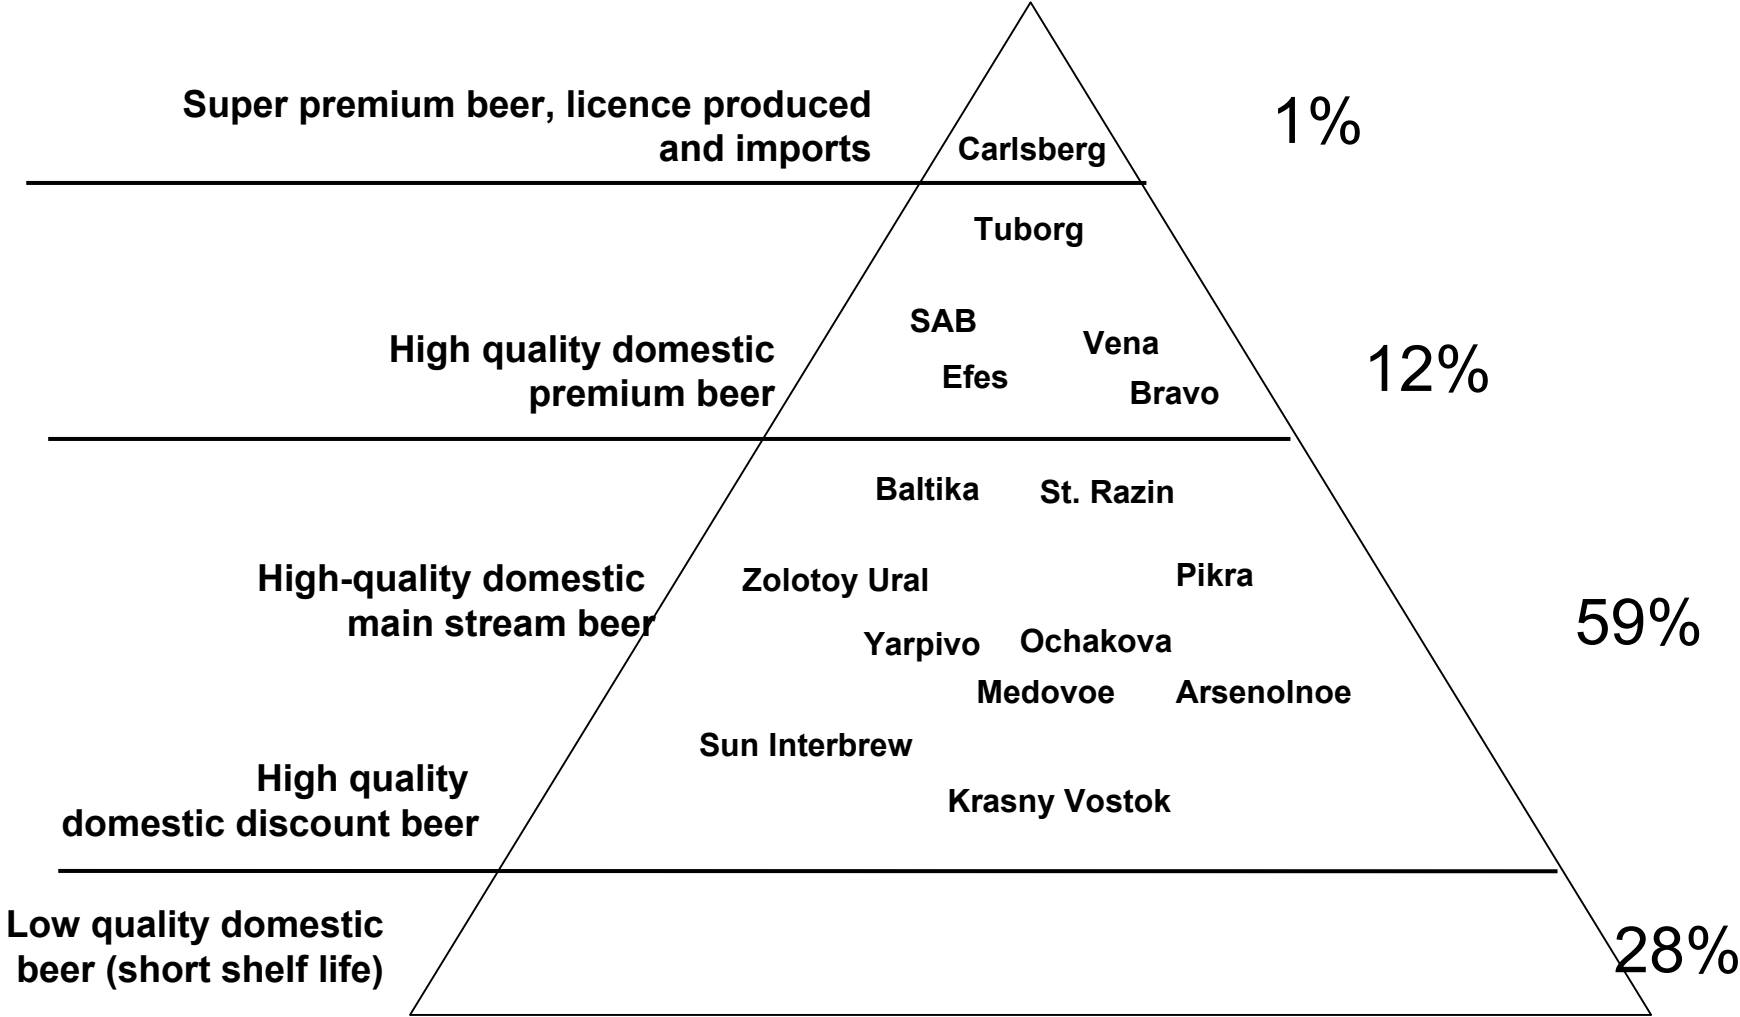 Super premium beer, licence produced
and imports
Carlsberg
1%
Tuborg
High quality domestic
premium beer
SAB
Vena
Efes
Bravo
12%
Baltika
St. Razin
High-quality domestic
main stream beer
Zolotoy Ural
Pikra
Yarpivo
Ochakova
59%
Medovoe
Arsenolnoe
Sun Interbrew
High quality
domestic discount beer
Krasny Vostok
Low quality domestic
beer (short shelf life)
28%